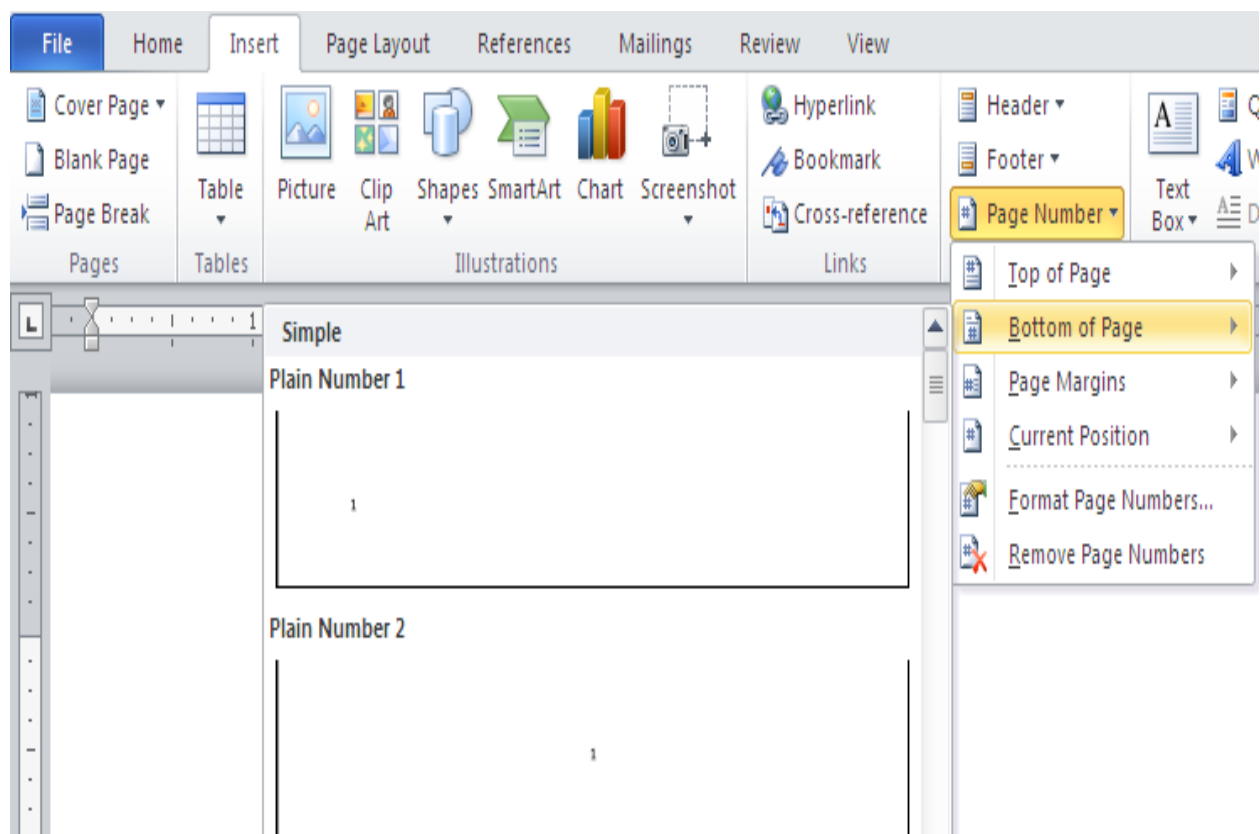 File Home Insert Page Layout References Mailings Review View
Cover Page
Blank Page
Page Break
Pages
Table
Tables
Picture
Clip Art
Shapes
SmartArt
Chart
Screenshot
Illustrations
Hyperlink
Bookmark
Cross-reference
Links
Header
Footer
Page Number
A
Text Box
Top of Page
Bottom of Page
Page Margins
Current Position
Format Page Numbers...
Remove Page Numbers
L
1
1
Simple
Plain Number 1
1
Plain Number 2
1